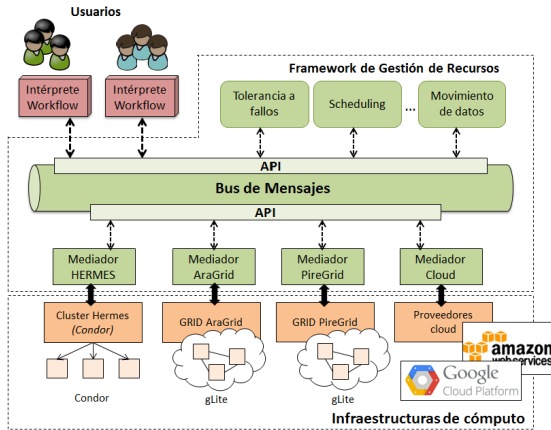 Usuarios
Framework de Gestión de Recursos
Intérprete
Workflow
Intérprete
Workflow
Tolerancia a
fallos
Scheduling
...
Movimiento
de datos
API
Bus de Mensajes
API
Mediador
HERMES
Mediador
AraGrid
Mediador
PireGrid
Mediador
Cloud
Cluster Hermes
(Condor)
GRID AraGrid
GRID PireGrid
Proveedores
cloud
amazon
webservices
Google
Cloud Platform
Condor
gLite
gLite
Infraestructuras de cómputo